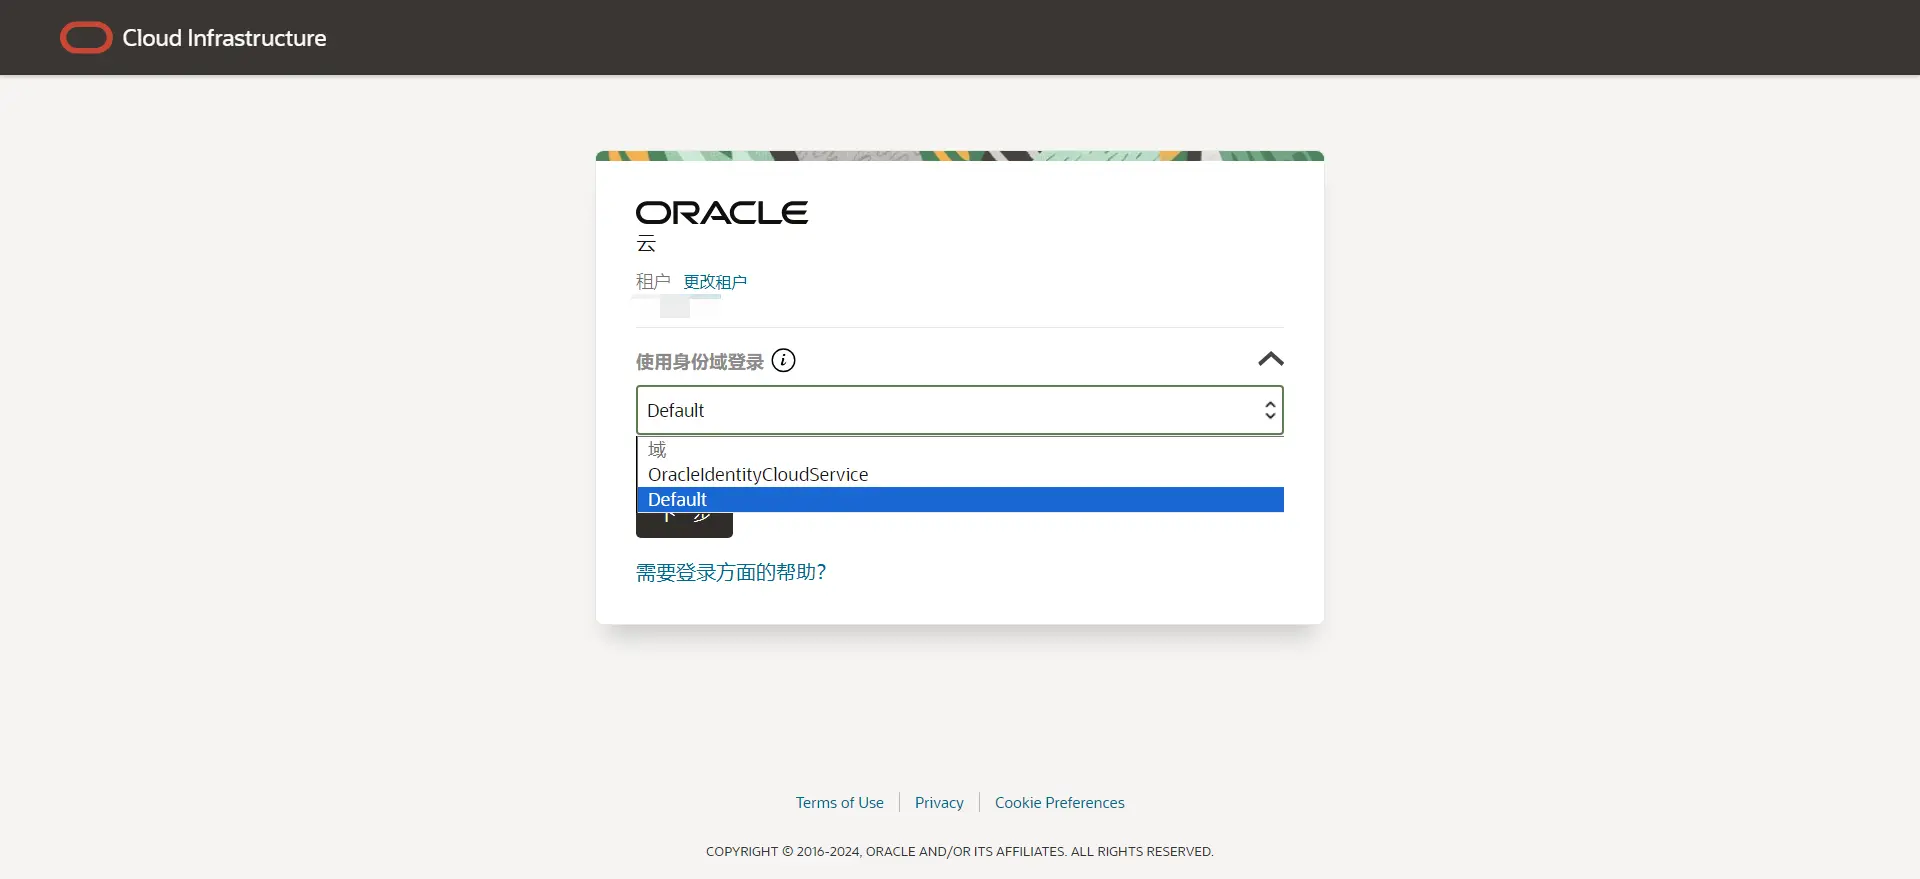 Cloud Infrastructure
ORACLE
云
租户 更改租户
使用身份域登录
Default
域
OracleIdentityCloudService
Default
需要登录方面的帮助?
Terms of Use Privacy Cookie Preferences
COPYRIGHT © 2016-2024, ORACLE AND/OR ITS AFFILIATES. ALL RIGHTS RESERVED.